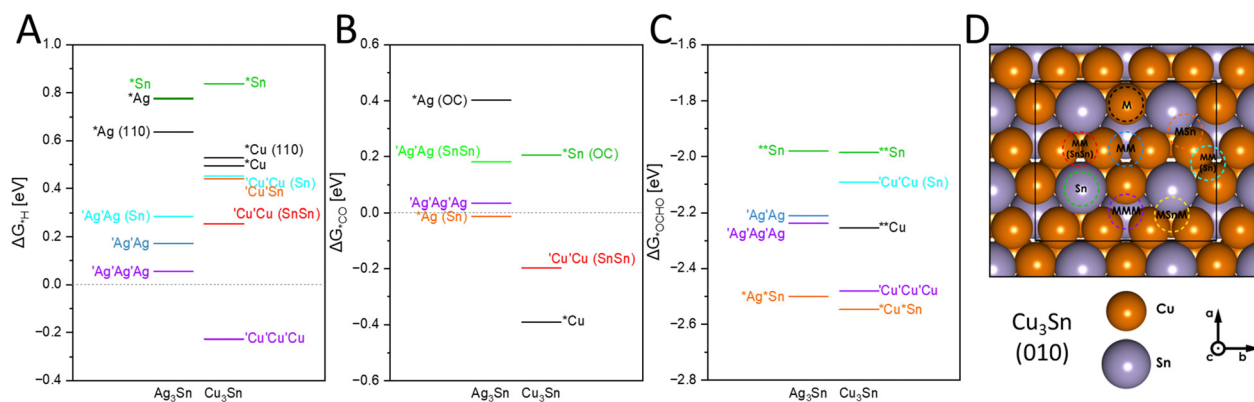 A
ΔG*H [eV]
1.0
0.8
0.6
0.4
0.2
0.0
−0.2
−0.4
*Sn
*Ag
*Ag (110)
'Ag'Ag (Sn)
'Ag'Ag
'Ag'Ag'Ag
*Sn
*Cu (110)
*Cu
'Cu'Cu (Sn)
'Cu'Sn
'Cu'Cu (SnSn)
'Cu'Cu'Cu
Ag3Sn Cu3Sn
B
ΔG*CO [eV]
0.6
0.4
0.2
0.0
−0.2
−0.4
−0.6
*Ag (OC)
'Ag'Ag (SnSn)
'Ag'Ag'Ag
*Ag (Sn)
*Sn (OC)
'Cu'Cu (SnSn)
*Cu
Ag3Sn Cu3Sn
C
ΔG*OCHO [eV]
−1.6
−1.8
−2.0
−2.2
−2.4
−2.6
−2.8
**Sn
'Ag'Ag
'Ag'Ag'Ag
*Ag*Sn
**Sn
'Cu'Cu (Sn)
**Cu
'Cu'Cu'Cu
*Cu*Sn
Ag3Sn Cu3Sn
D
M
MSn
MM
(SnSn)
MM
MM
(Sn)
Sn
MMM
MSnM
Cu3Sn
(010)
Cu
Sn
a
c
b